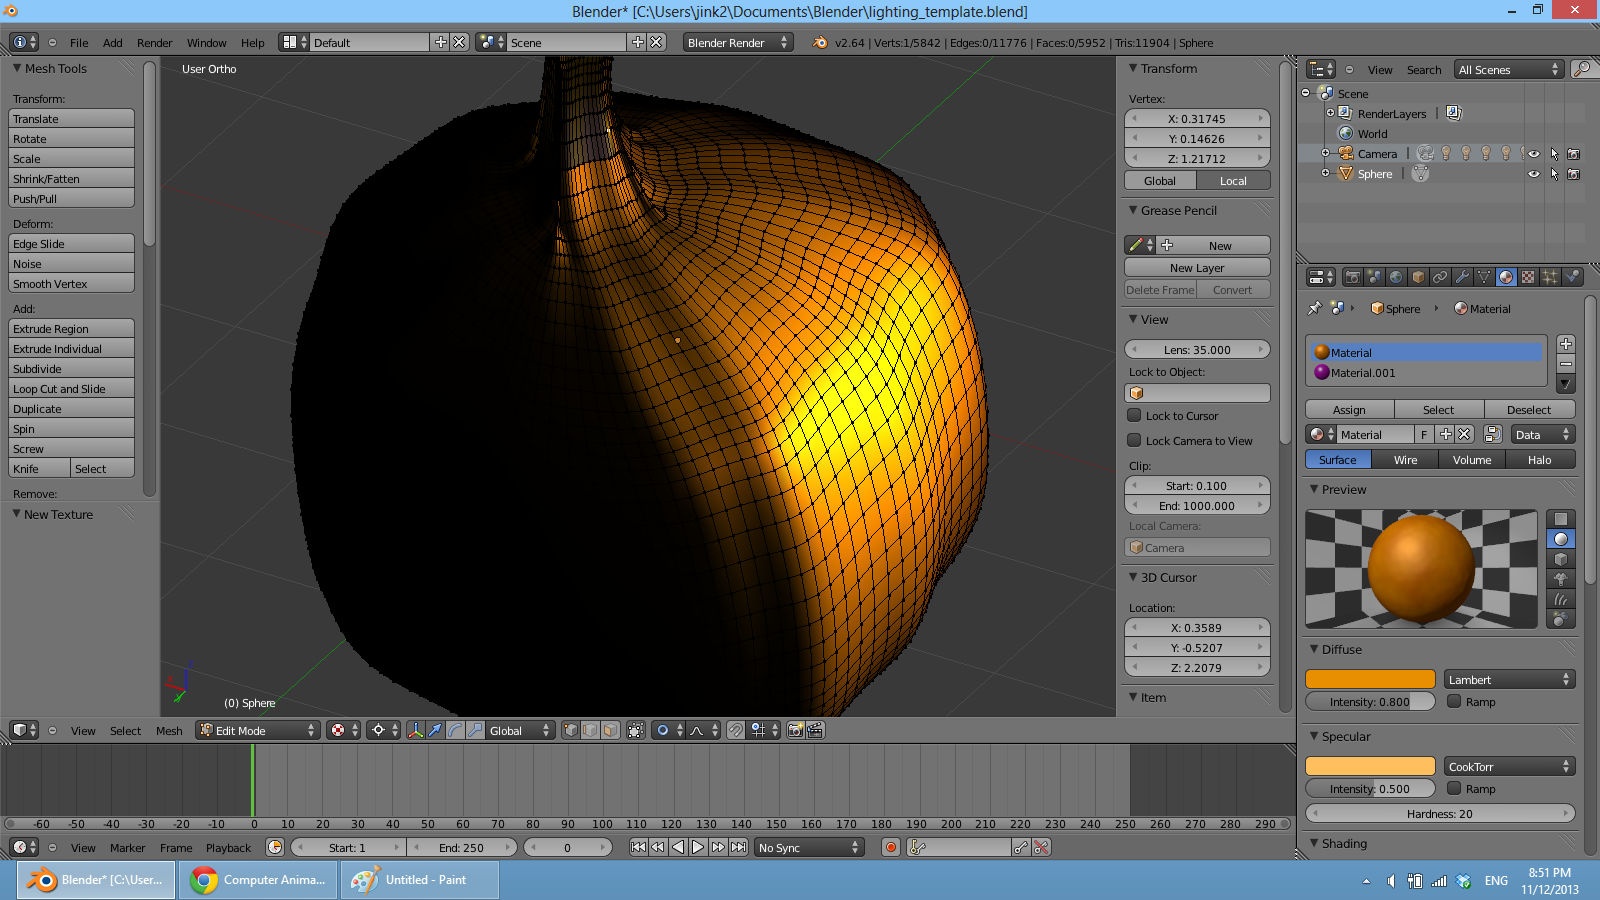 Blender* [C:\Users\jink2\Documents\Blender\lighting_template.blend]
File Add Render Window Help Default Scene Blender Render v2.64 | Verts:1/5842 | Edges:0/11776 | Faces:0/5952 | Tris:11904 | Sphere
Mesh Tools
Transform:
Translate
Rotate
Scale
Shrink/Fatten
Push/Pull
Deform:
Edge Slide
Noise
Smooth Vertex
Add:
Extrude Region
Extrude Individual
Subdivide
Loop Cut and Slide
Duplicate
Spin
Screw
Knife Select
Remove:
New Texture
User Ortho
(0) Sphere
Transform
Vertex:
X: 0.31745
Y: 0.14626
Z: 1.21712
Global Local
Grease Pencil
New
New Layer
Delete Frame Convert
View
Lens: 35.000
Lock to Object:
Lock to Cursor
Lock Camera to View
Clip:
Start: 0.100
End: 1000.000
Local Camera:
Camera
3D Cursor
Location:
X: 0.3589
Y: -0.5207
Z: 2.2079
Item
View Search All Scenes
Scene
RenderLayers |
World
Camera |
Sphere |
Sphere Material
Material
Material.001
Assign Select Deselect
Material F Data
Surface Wire Volume Halo
Preview
Diffuse
Lambert
Intensity: 0.800 Ramp
Specular
CookTorr
Intensity: 0.500 Ramp
Hardness: 20
Shading
View Select Mesh Edit Mode Global
-60 -50 -40 -30 -20 -10 0 10 20 30 40 50 60 70 80 90 100 110 120 130 140 150 160 170 180 190 200 210 220 230 240 250 260 270 280 290
View Marker Frame Playback Start: 1 End: 250 0 No Sync
Blender* [C:\User... Computer Anima... Untitled - Paint
ENG
8:51 PM
11/12/2013